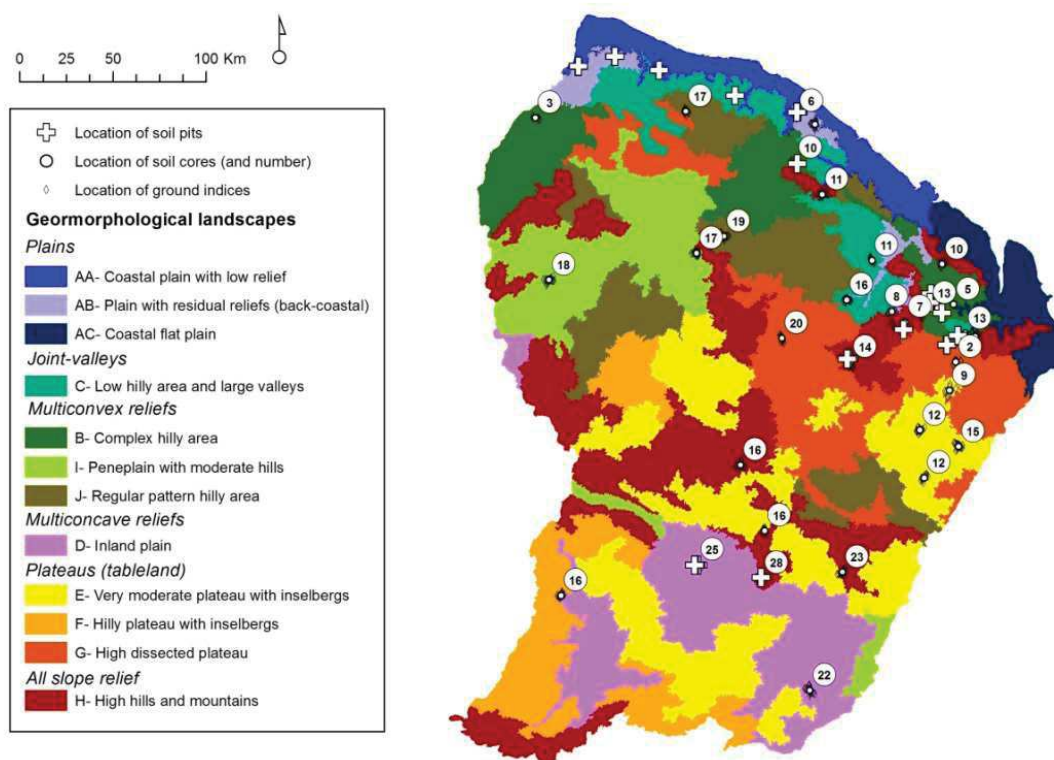 0 50 100 Km
Location of soil pits
Location of soil cores (and number)
Location of ground indices
Geormorphological landscapes
Plains
AA- Coastal plain with low relief
AB- Plain with residual reliefs (back-coastal)
AC- Coastal flat plain
Joint-valleys
C- Low hilly area and large valleys
Multiconvex reliefs
B- Complex hilly area
I- Peneplain with moderate hills
J- Regular pattern hilly area
Multiconcave reliefs
D- Inland plain
Plateaus (tableland)
E- Very moderate plateau with inselbergs
F- Hilly plateau with inselbergs
G- High dissected plateau
All slope relief
H- High hills and mountains
3
17
6
10
11
19
17
11
10
18
16
8
7
13
5
13
20
14
2
9
12
15
12
16
16
25
28
23
16
22